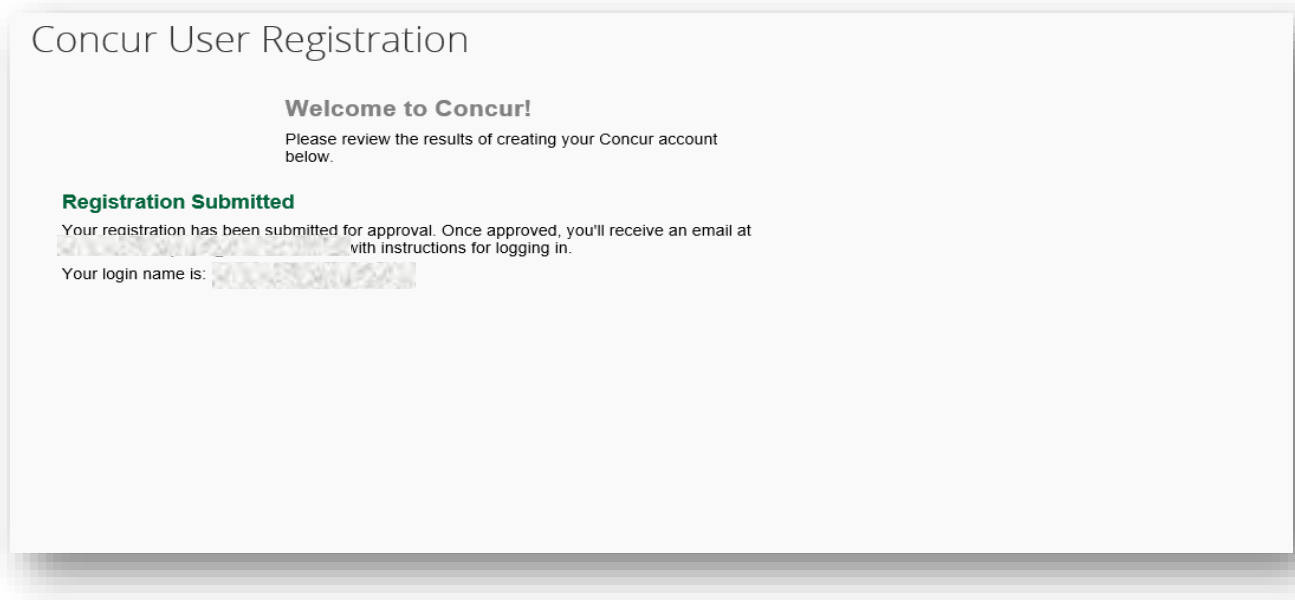 Concur User Registration
Welcome to Concur!
Please review the results of creating your Concur account
below.
Registration Submitted
Your registration has been submitted for approval. Once approved, you'll receive an email at
with instructions for logging in.
Your login name is: